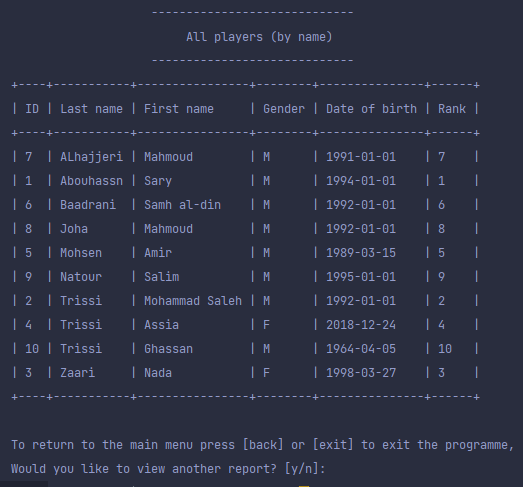 -----------------------------
All players (by name)
-----------------------------
+----+-----------+----------------+--------+---------------+------+
| ID | Last name | First name     | Gender | Date of birth | Rank |
+----+-----------+----------------+--------+---------------+------+
| 7  | ALhajjeri | Mahmoud        | M      | 1991-01-01    | 7    |
| 1  | Abouhassn | Sary           | M      | 1994-01-01    | 1    |
| 6  | Baadrani  | Samh al-din    | M      | 1992-01-01    | 6    |
| 8  | Joha      | Mahmoud        | M      | 1992-01-01    | 8    |
| 5  | Mohsen    | Amir           | M      | 1989-03-15    | 5    |
| 9  | Natour    | Salim          | M      | 1995-01-01    | 9    |
| 2  | Trissi    | Mohammad Saleh | M      | 1992-01-01    | 2    |
| 4  | Trissi    | Assia          | F      | 2018-12-24    | 4    |
| 10 | Trissi    | Ghassan        | M      | 1964-04-05    | 10   |
| 3  | Zaari     | Nada           | F      | 1998-03-27    | 3    |
+----+-----------+----------------+--------+---------------+------+
To return to the main menu press [back] or [exit] to exit the programme,
Would you like to view another report? [y/n]: